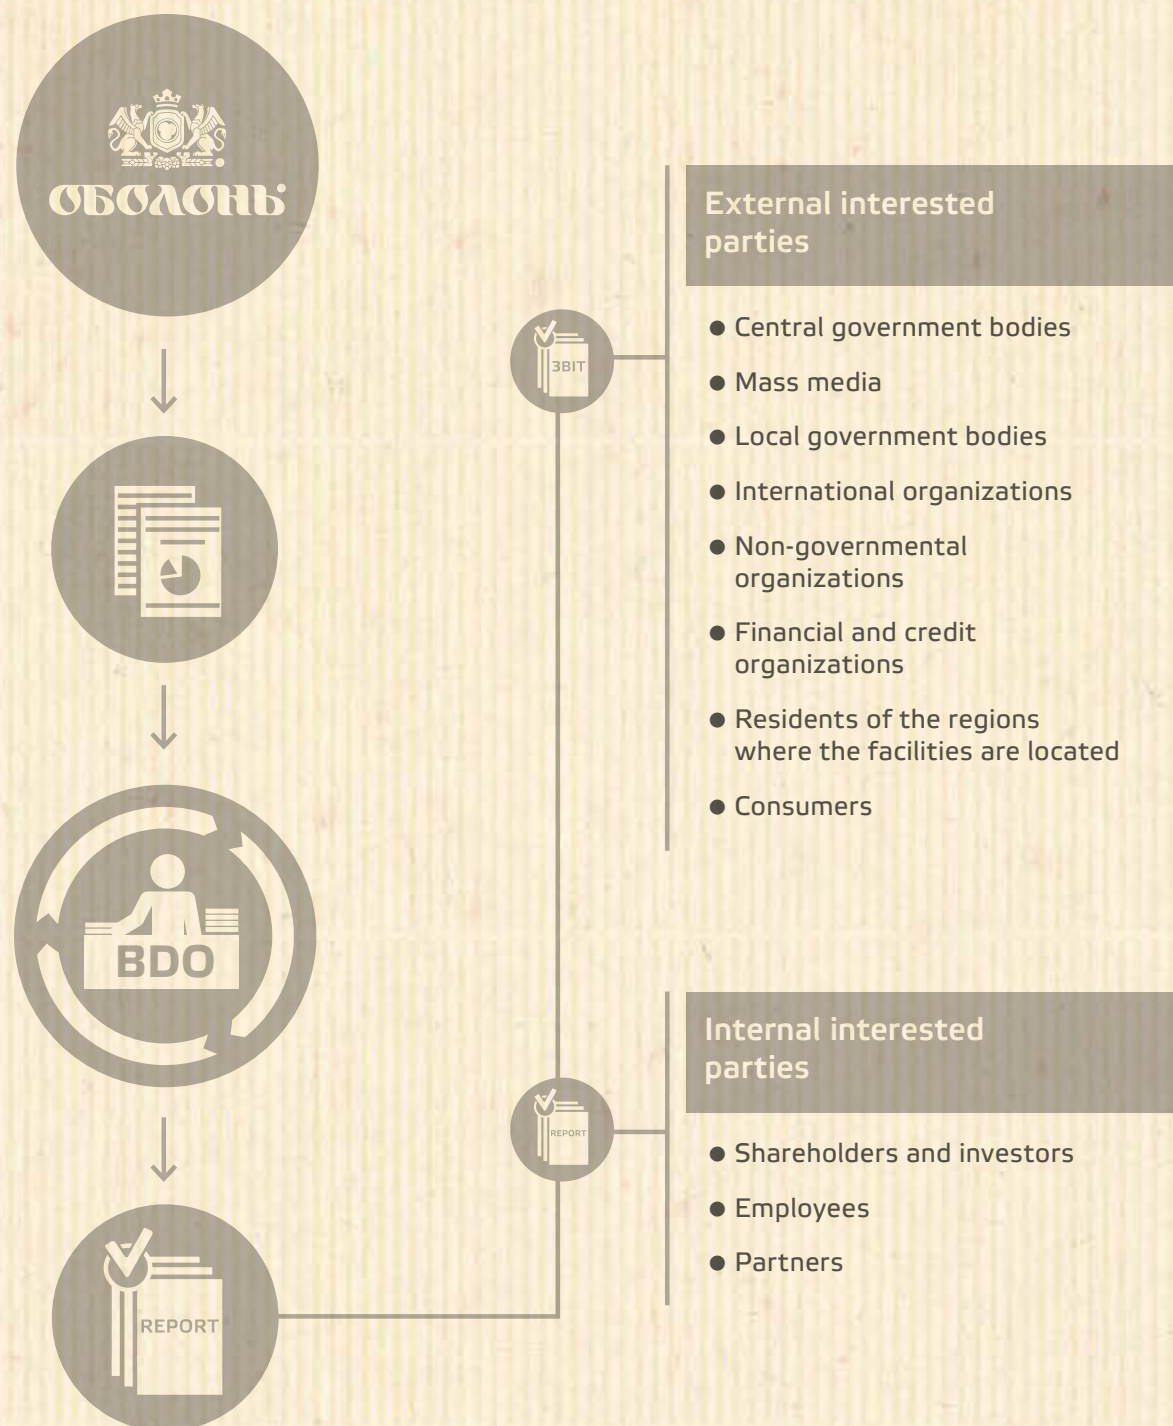 ОБОЛОНЬ
External interested
parties
ЗВІТ
● Central government bodies
● Mass media
● Local government bodies
● International organizations
● Non-governmental
organizations
● Financial and credit
organizations
● Residents of the regions
where the facilities are located
● Consumers
BDO
Internal interested
parties
REPORT
● Shareholders and investors
● Employees
● Partners
REPORT